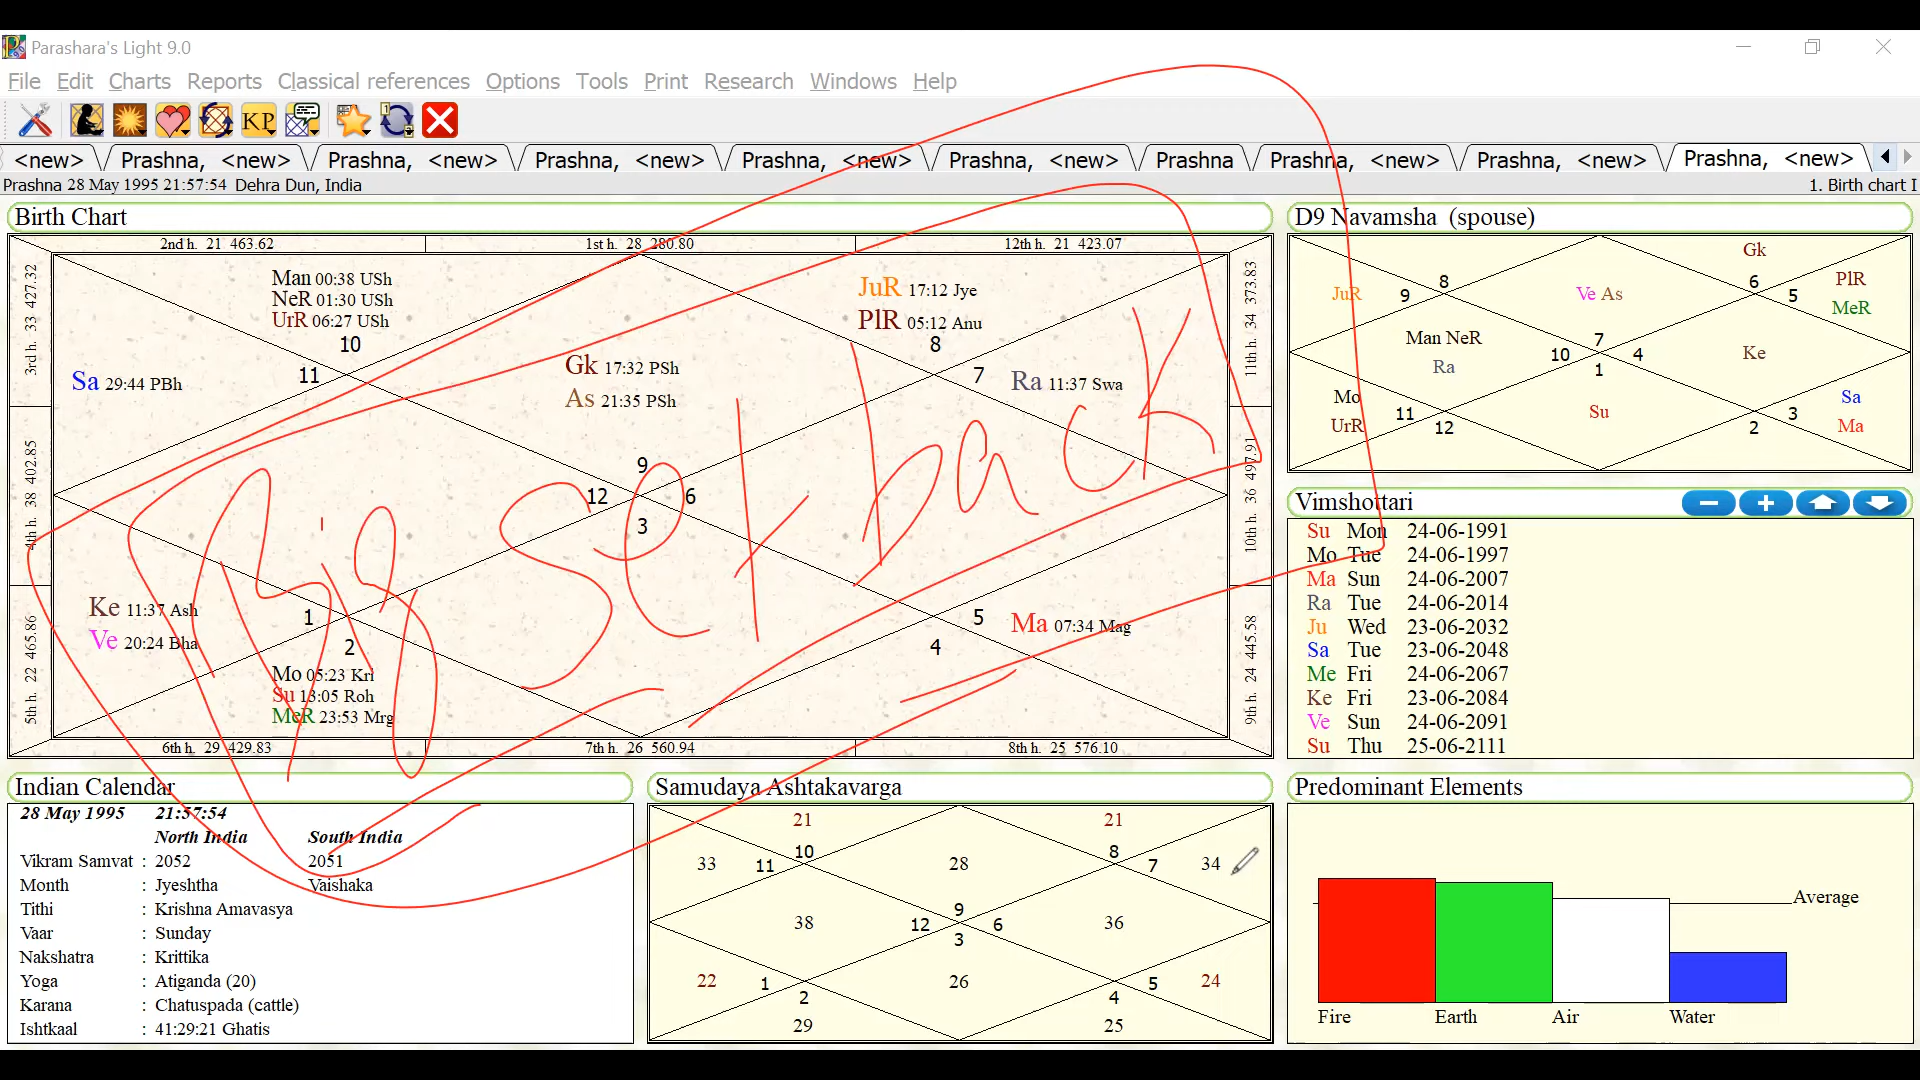 Parashara's Light 9.0
File Edit Charts Reports Classical references Options Tools Print Research Windows Help
KP
<new> Prashna, <new> Prashna, <new> Prashna, <new> Prashna, <new> Prashna, <new> Prashna Prashna, <new> Prashna, <new> Prashna, <new>
Prashna 28 May 1995 21:57:54 Dehra Dun, India
1. Birth chart I
Birth Chart
2nd h. 21 463.62
1st h. 28 280.80
12th h. 21 423.07
3rd h. 33 427.32
4th h. 38 402.85
5th h. 22 465.86
11th h. 34 373.83
10th h. 36 497.91
9th h. 24 445.58
6th h. 29 429.83
7th h. 26 560.94
8th h. 25 576.10
Man 00:38 USh
NeR 01:30 USh
UrR 06:27 USh
10
JuR 17:12 Jye
PlR 05:12 Anu
8
Sa 29:44 PBh
11
Gk 17:32 PSh
As 21:35 PSh
7
Ra 11:37 Swa
9
12
6
3
Big Set back
Ke 11:37 Ash
Ve 20:24 Bha
1
2
Mo 05:23 Kri
Su 13:05 Roh
MeR 23:53 Mrg
5
4
Ma 07:34 Mag
D9 Navamsha (spouse)
Gk
JuR 9 8
Ve As
6 5
PlR
MeR
Man NeR
Ra
10 7 4
1
Ke
Mo
UrR
11
12
Su
3
2
Sa
Ma
Vimshottari
Su Mon 24-06-1991
Mo Tue 24-06-1997
Ma Sun 24-06-2007
Ra Tue 24-06-2014
Ju Wed 23-06-2032
Sa Tue 23-06-2048
Me Fri 24-06-2067
Ke Fri 23-06-2084
Ve Sun 24-06-2091
Su Thu 25-06-2111
Indian Calendar
28 May 1995 21:57:54
North India South India
Vikram Samvat : 2052 2051
Month : Jyeshtha Vaishaka
Tithi : Krishna Amavasya
Vaar : Sunday
Nakshatra : Krittika
Yoga : Atiganda (20)
Karana : Chatuspada (cattle)
Ishtkaal : 41:29:21 Ghatis
Samudaya Ashtakavarga
21 21
10 8
33 11 28 7 34
9
38 12 6 36
3
22 1 26 5 24
2 4
29 25
Predominant Elements
Average
Fire Earth Air Water